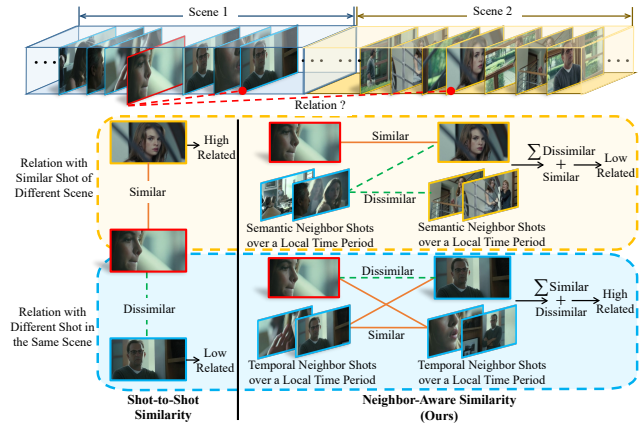 Scene 1
Scene 2
Relation ?
Relation with
Similar Shot of
Different Scene
High
Related
Similar
Similar
Dissimilar
Semantic Neighbor Shots
over a Local Time Period
Semantic Neighbor Shots
over a Local Time Period
∑ Dissimilar
+
Similar
Low
Related
Relation with
Different Shot in
the Same Scene
Dissimilar
Low
Related
Dissimilar
Similar
Temporal Neighbor Shots
over a Local Time Period
Temporal Neighbor Shots
over a Local Time Period
∑ Similar
+
Dissimilar
High
Related
Shot-to-Shot
Similarity
Neighbor-Aware Similarity
(Ours)